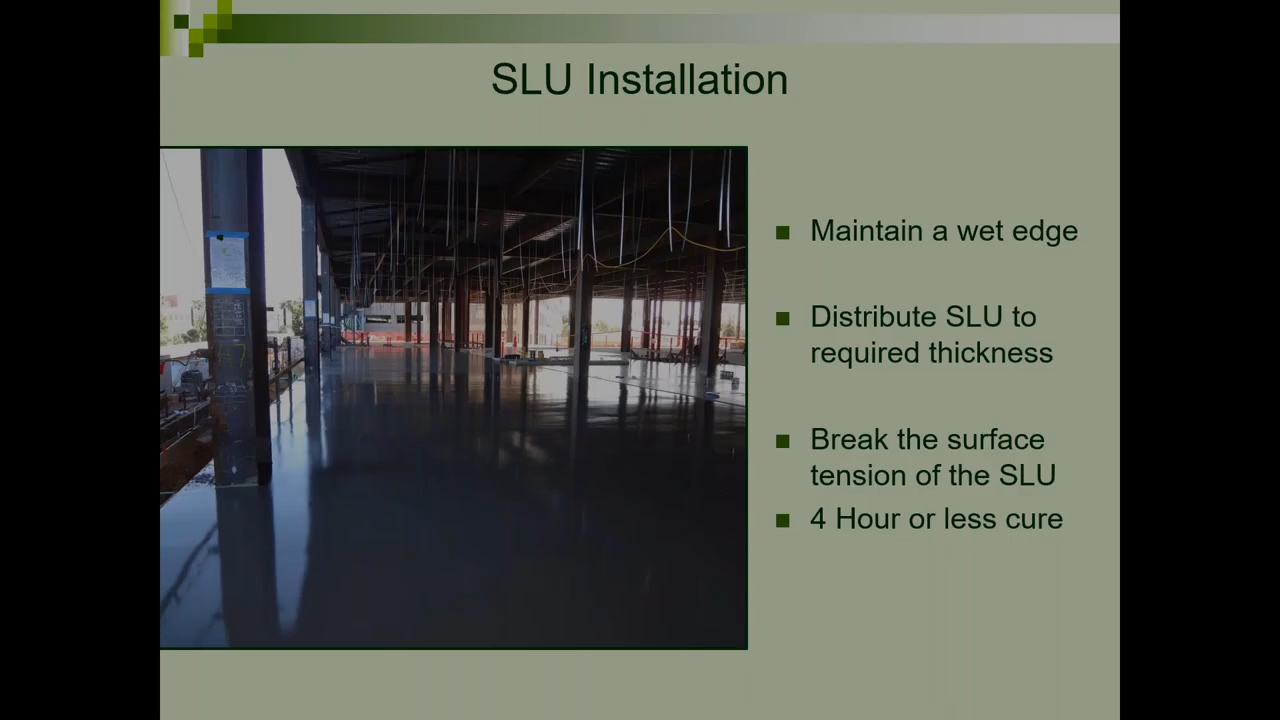 SLU Installation
Maintain a wet edge
Distribute SLU to
required thickness
Break the surface
tension of the SLU
4 Hour or less cure